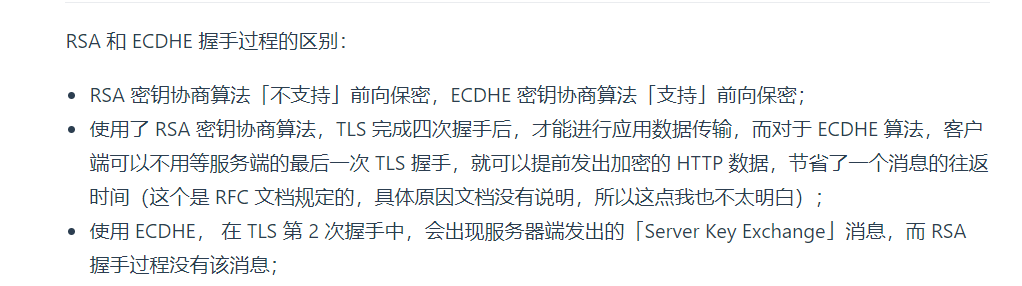 RSA 和 ECDHE 握手过程的区别：
• RSA 密钥协商算法「不支持」前向保密，ECDHE 密钥协商算法「支持」前向保密；
• 使用了 RSA 密钥协商算法，TLS 完成四次握手后，才能进行应用数据传输，而对于 ECDHE 算法，客户
端可以不用等服务端的最后一次 TLS 握手，就可以提前发出加密的 HTTP 数据，节省了一个消息的往返
时间（这个是 RFC 文档规定的，具体原因文档没有说明，所以这点我也不太明白）；
• 使用 ECDHE， 在 TLS 第 2 次握手中，会出现服务器端发出的「Server Key Exchange」消息，而 RSA
握手过程没有该消息；